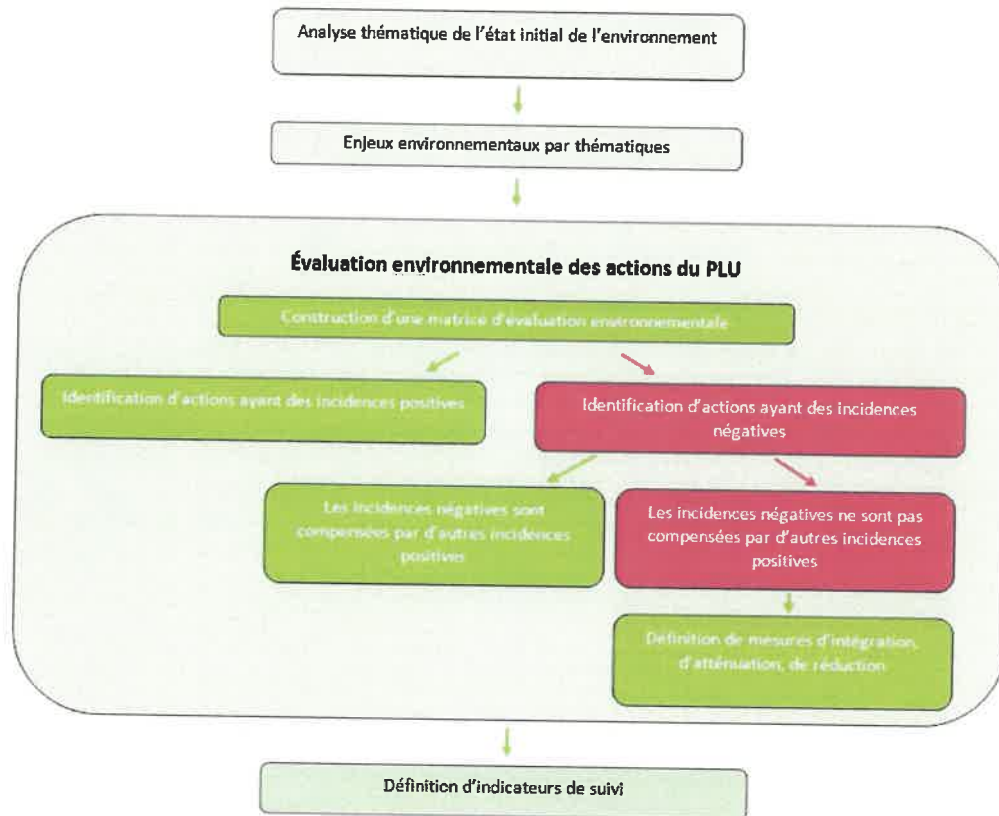 Analyse thématique de l'état initial de l'environnement
Enjeux environnementaux par thématiques
Évaluation environnementale des actions du PLU
Construction d'une matrice d'évaluation environnementale
Identification d'actions ayant des incidences positives
Identification d'actions ayant des incidences
négatives
Les incidences négatives sont
compensées par d'autres incidences
positives
Les incidences négatives ne sont pas
compensées par d'autres incidences
positives
Définition de mesures d'intégration,
d'atténuation, de réduction
Définition d'indicateurs de suivi